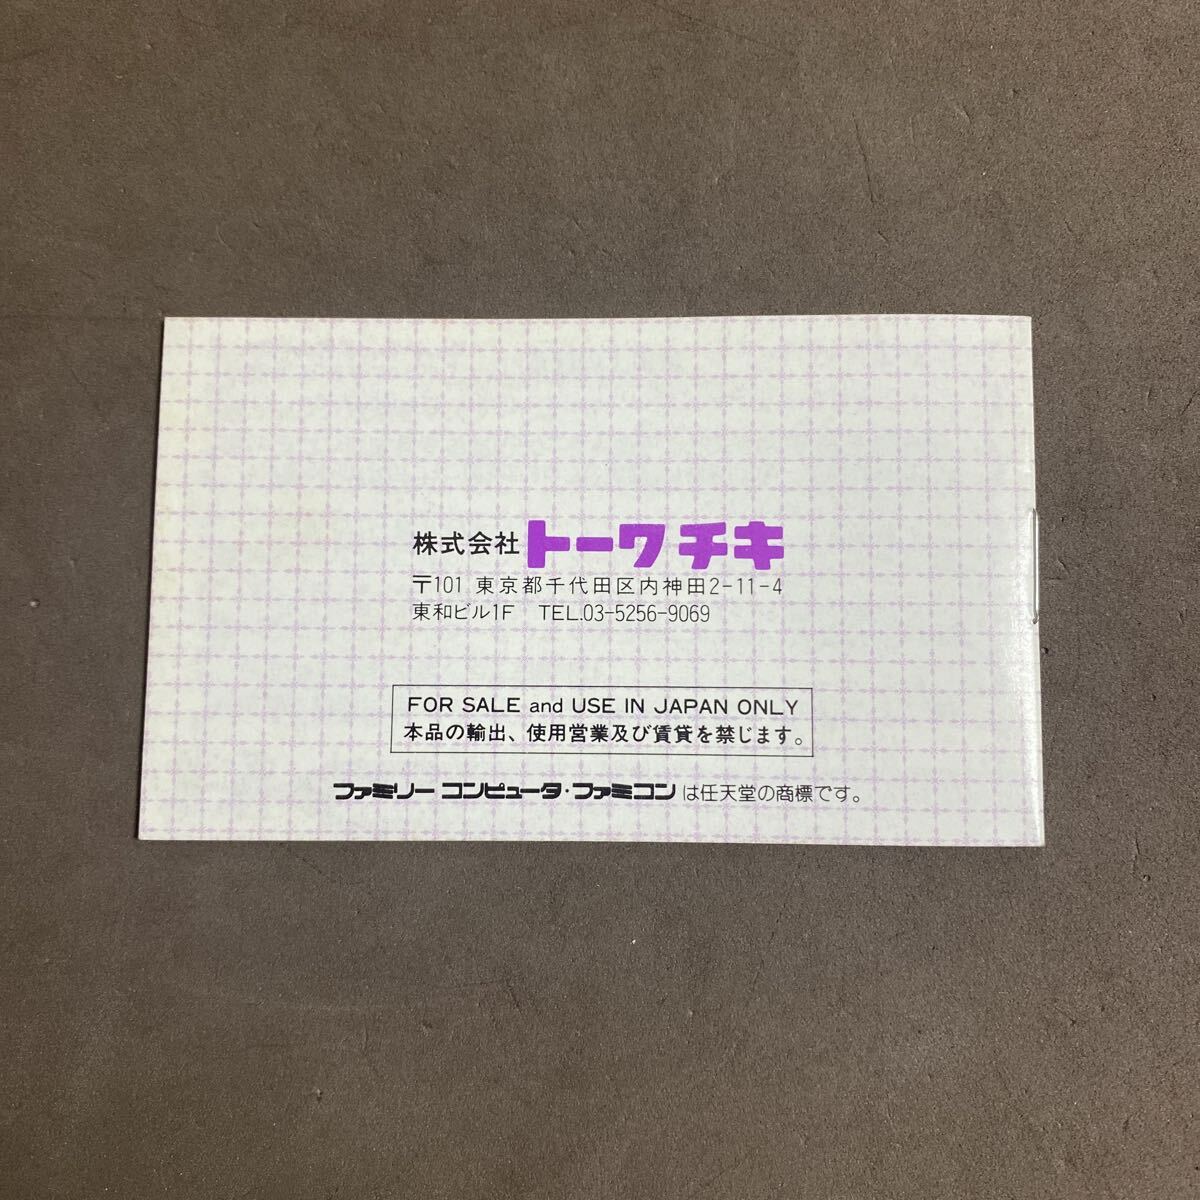 株式会社トーワチキ
〒101 東京都千代田区内神田2-11-4
東和ビル1F TEL.03-5256-9069
FOR SALE and USE IN JAPAN ONLY
本品の輸出、使用営業及び賃貸を禁じます。
ファミリーコンピュータ・ファミコンは任天堂の商標です。